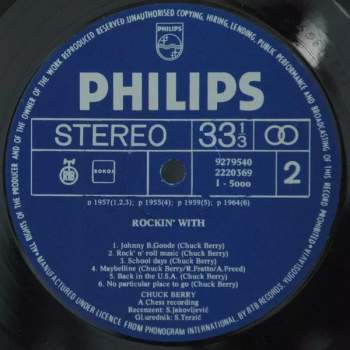 ALL RIGHTS OF THE PRODUCER AND OF THE OWNER OF THE WORK REPRODUCED RESERVED UNAUTHORISED COPYING, HIRING, LENDING, PUBLIC PERFORMANCE AND BROADCASTING OF THIS RECORD PROHIBITED
PHILIPS
PHILIPS
STEREO 33 1/3
RTB SOKOJ 9279540
2220369
1 - 5000
2
p 1957(1,2,3); p 1955(4); p 1959(5); p 1964(6)
ROCKIN' WITH
1. Johnny B.Goode (Chuck Berry)
2. Rock' n' roll music (Chuck Berry)
3. School days (Chuck Berry)
4. Maybelline (Chuck Berry/R.Fratto/A.Freed)
5. Back in the U.S.A. (Chuck Berry)
6. No particular place to go (Chuck Berry)
CHUCK BERRY
A Chess recording
Recenzent: S.Jakovljević
Gl.urednik: S.Terzić
MANUFACTURED UNDER LICENCE FROM PHONOGRAM INTERNATIONAL, BY RTB RECORDS, YUGOSLAVIA